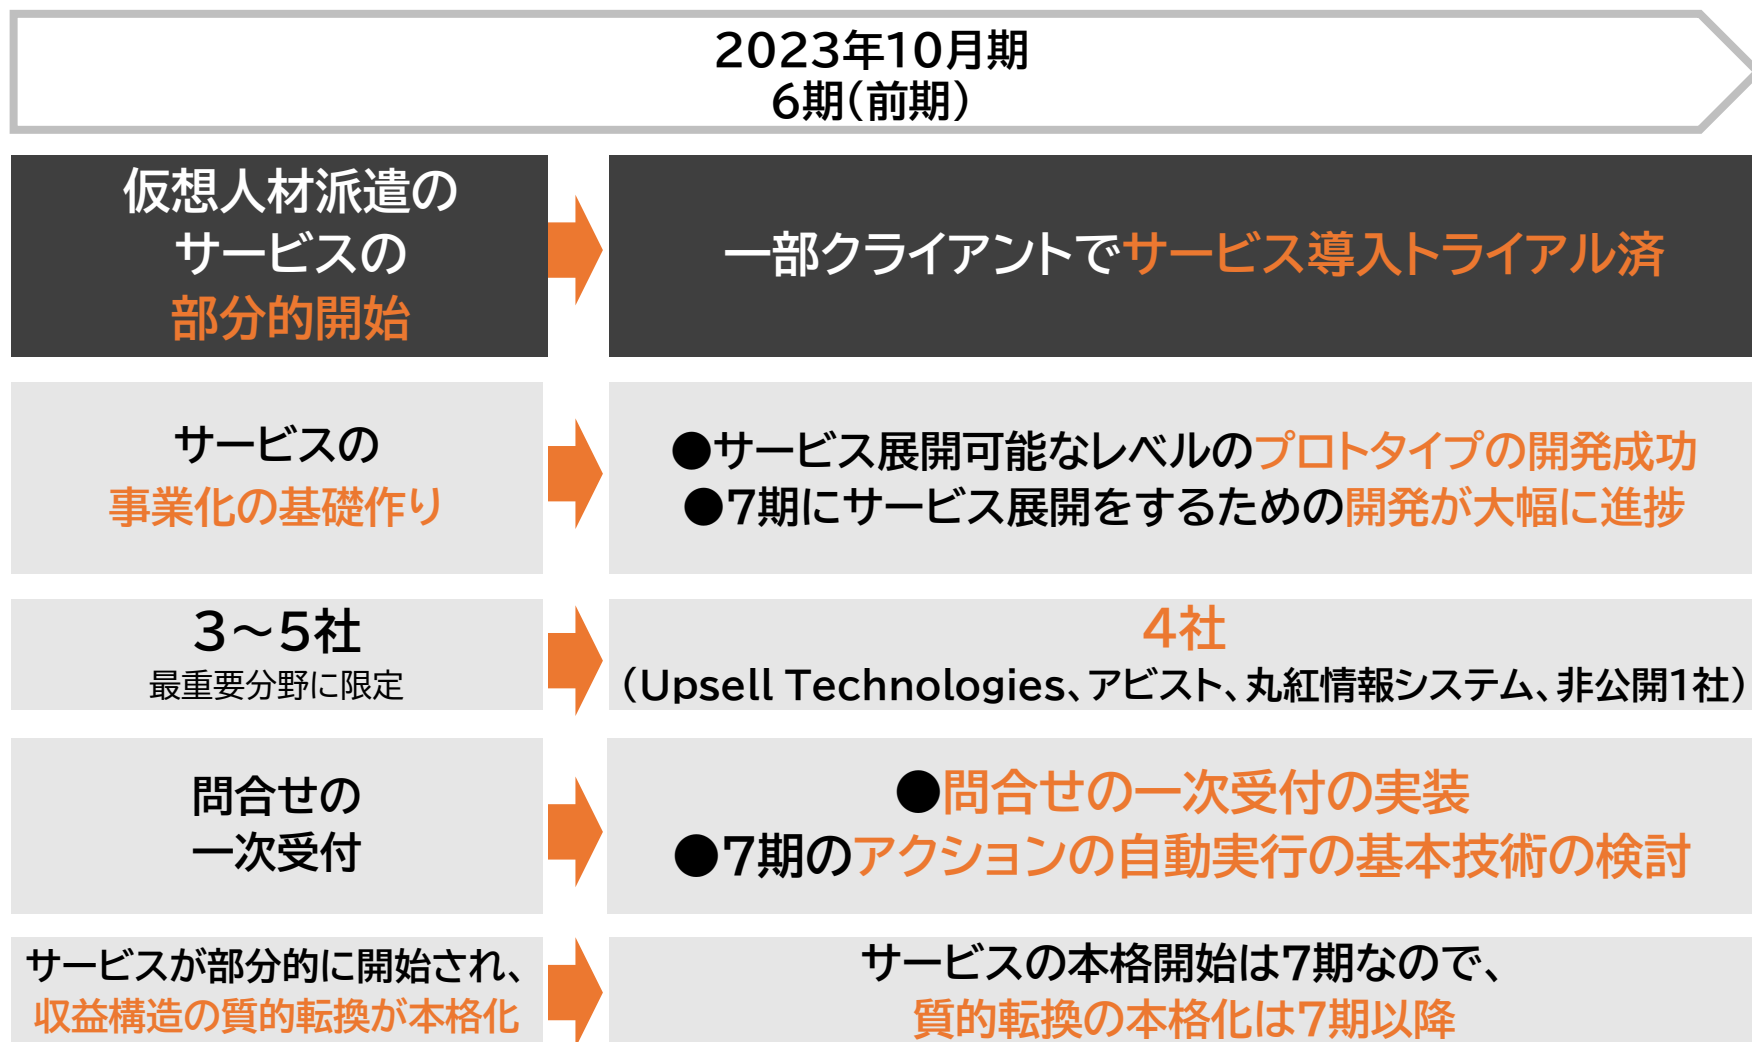 2023年10月期
6期（前期）
仮想人材派遣の
サービスの
部分的開始
一部クライアントでサービス導入トライアル済
サービスの
事業化の基礎作り
●サービス展開可能なレベルのプロトタイプの開発成功
●7期にサービス展開をするための開発が大幅に進捗
3～5社
最重要分野に限定
4社
（Upsell Technologies、アビスト、丸紅情報システム、非公開1社）
問合せの
一次受付
●問合せの一次受付の実装
●7期のアクションの自動実行の基本技術の検討
サービスが部分的に開始され、
収益構造の質的転換が本格化
サービスの本格開始は7期なので、
質的転換の本格化は7期以降